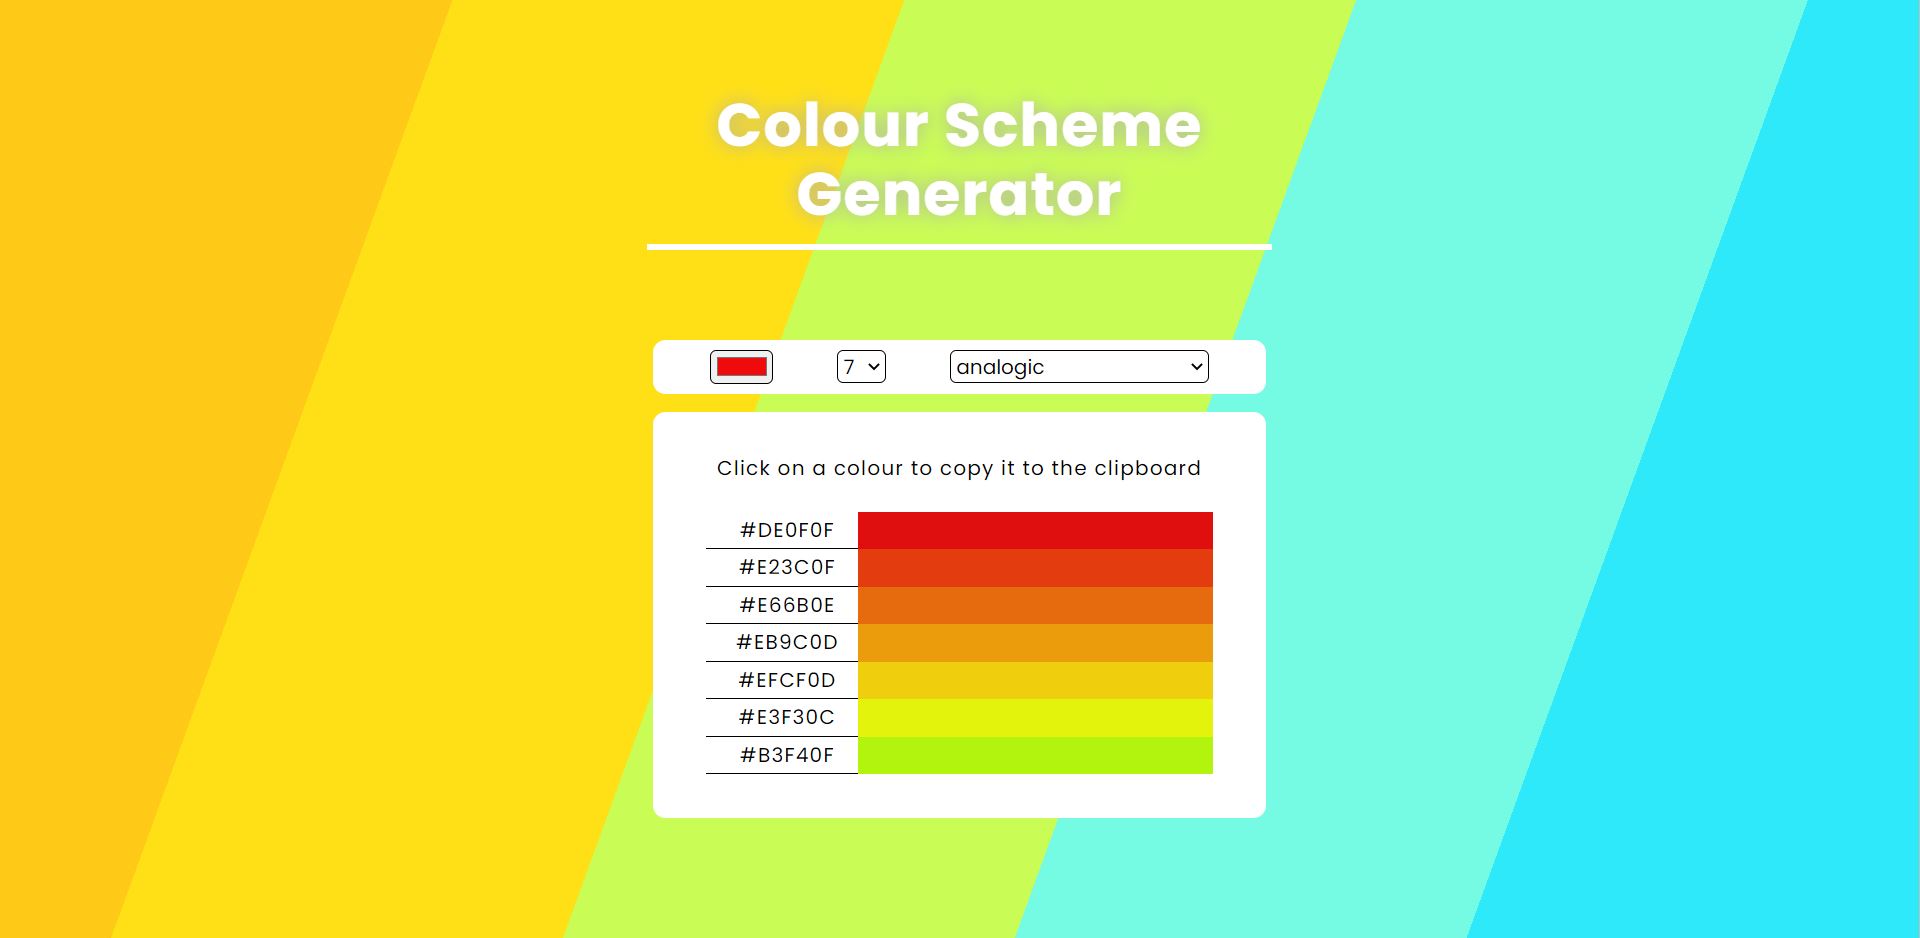 Colour Scheme
Generator
7
analogic
Click on a colour to copy it to the clipboard
#DE0F0F
#E23C0F
#E66B0E
#EB9C0D
#EFCF0D
#E3F30C
#B3F40F